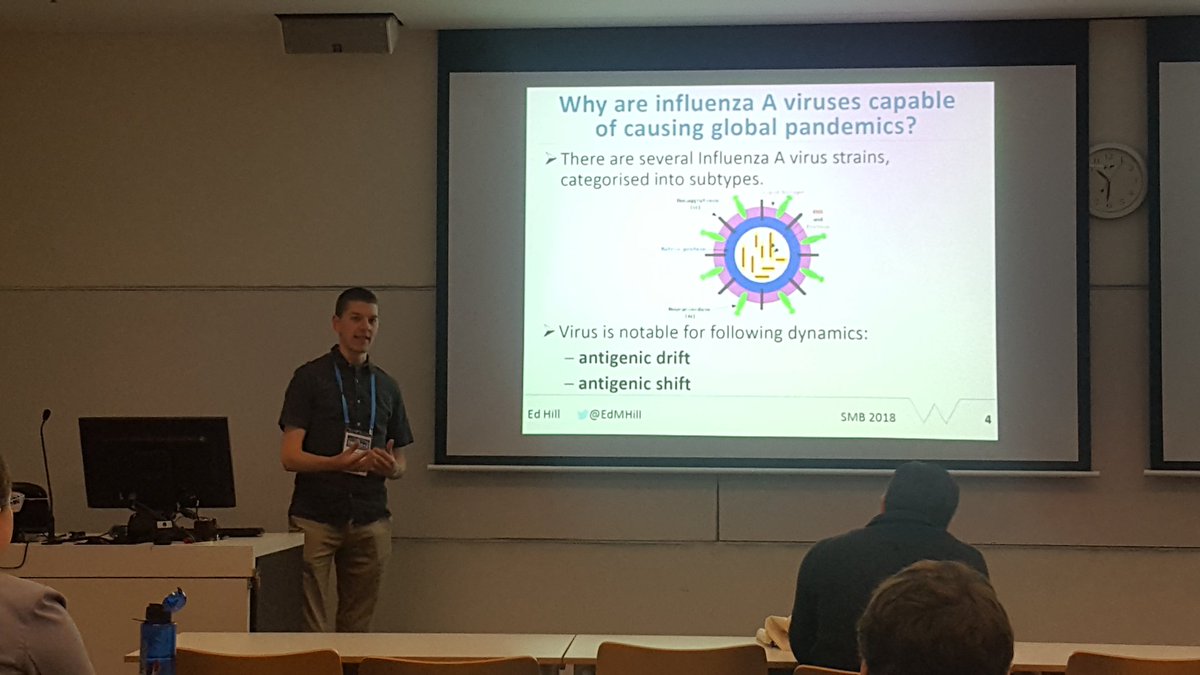 Why are influenza A viruses capable
of causing global pandemics?
➢ There are several Influenza A virus strains,
categorised into subtypes.
➢ Virus is notable for following dynamics:
– antigenic drift
– antigenic shift
Ed Hill @EdMHill SMB 2018 4